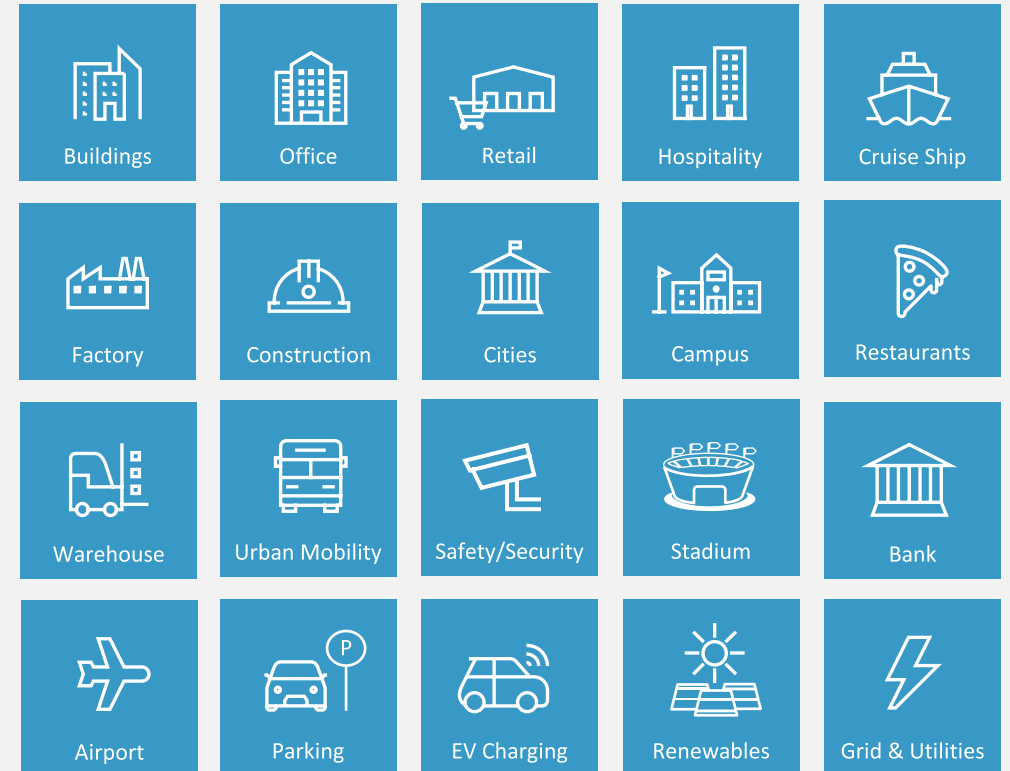 Buildings
Office
Retail
Hospitality
Cruise Ship
Factory
Construction
Cities
Campus
Restaurants
Warehouse
Urban Mobility
Safety/Security
Stadium
Bank
Airport
P
Parking
EV Charging
Renewables
Grid & Utilities